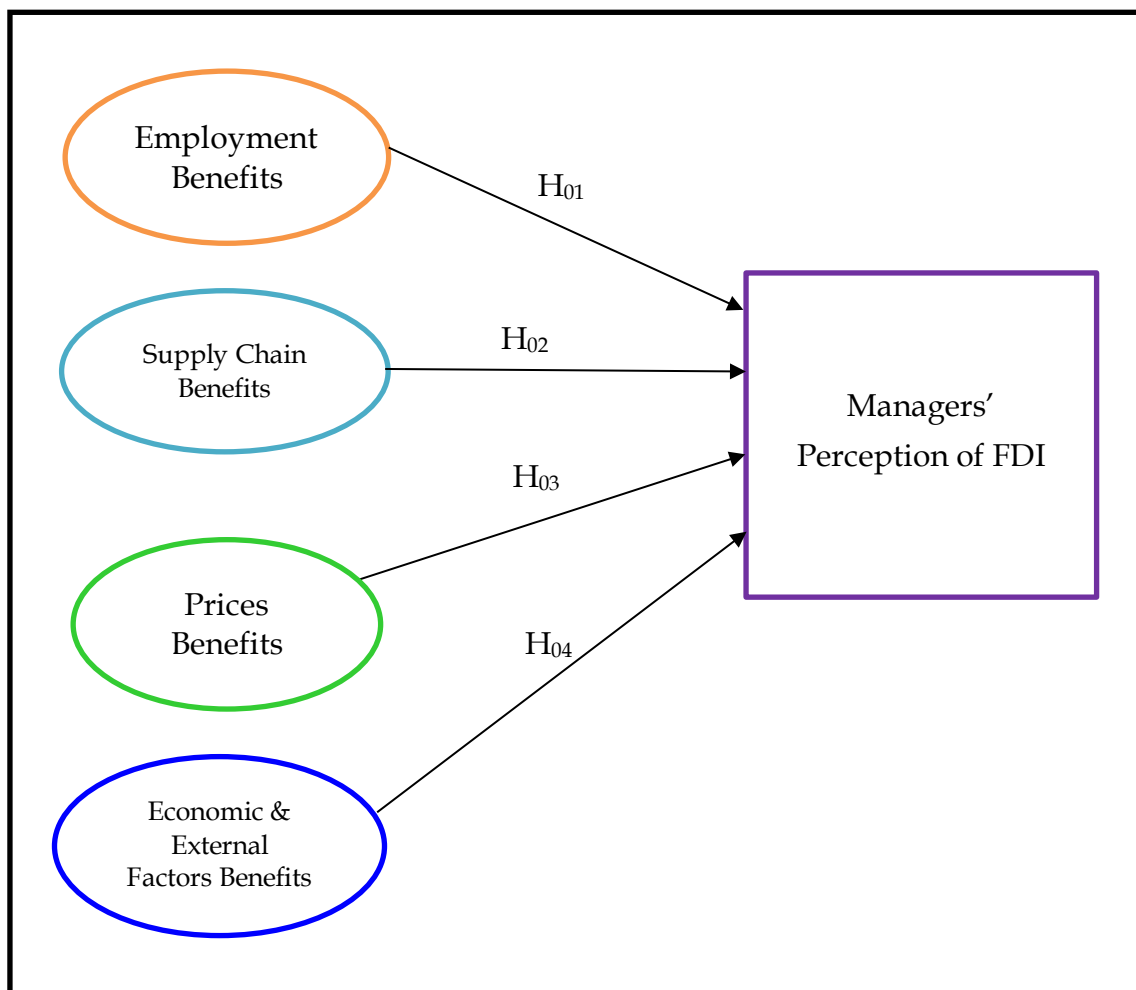 Employment
Benefits
H₀₁
Supply Chain
Benefits
H₀₂
Managers’
Perception of FDI
H₀₃
Prices
Benefits
H₀₄
Economic &
External
Factors Benefits